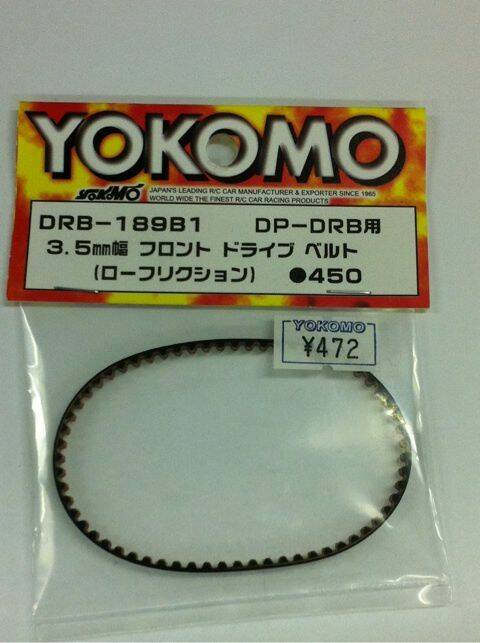 YOKOMO
YOKOMO JAPAN'S LEADING R/C CAR MANUFACTURER & EXPORTER SINCE 1965
WORLD WIDE THE FINEST R/C CAR RACING PRODUCTS
DRB-189B1 DP-DRB用
3.5mm幅 フロント ドライブ ベルト
(ローフリクション) ●450
YOKOMO
¥472